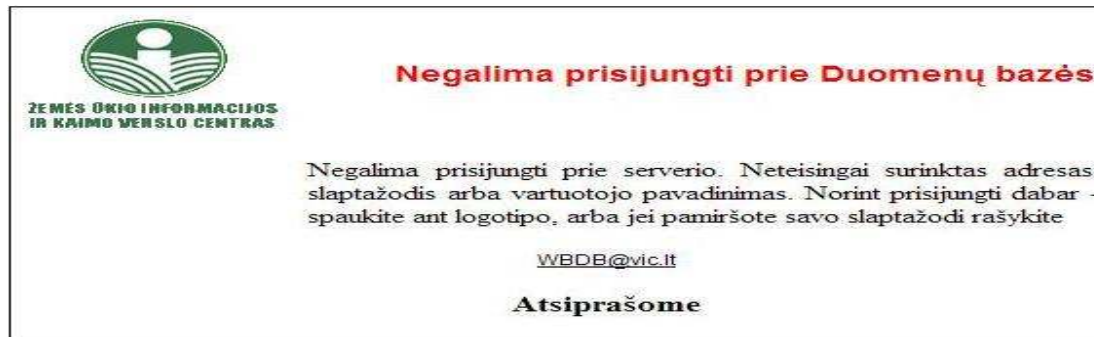 ŽEMĖS ŪKIO INFORMACIJOS
IR KAIMO VERSLO CENTRAS
Negalima prisijungti prie Duomenų bazės
Negalima prisijungti prie serverio. Neteisingai surinktas adresas
slaptažodis arba vartuotojo pavadinimas. Norint prisijungti dabar -
spaukite ant logotipo, arba jei pamiršote savo slaptažodi rašykite
WBDB@vic.lt
Atsiprašome